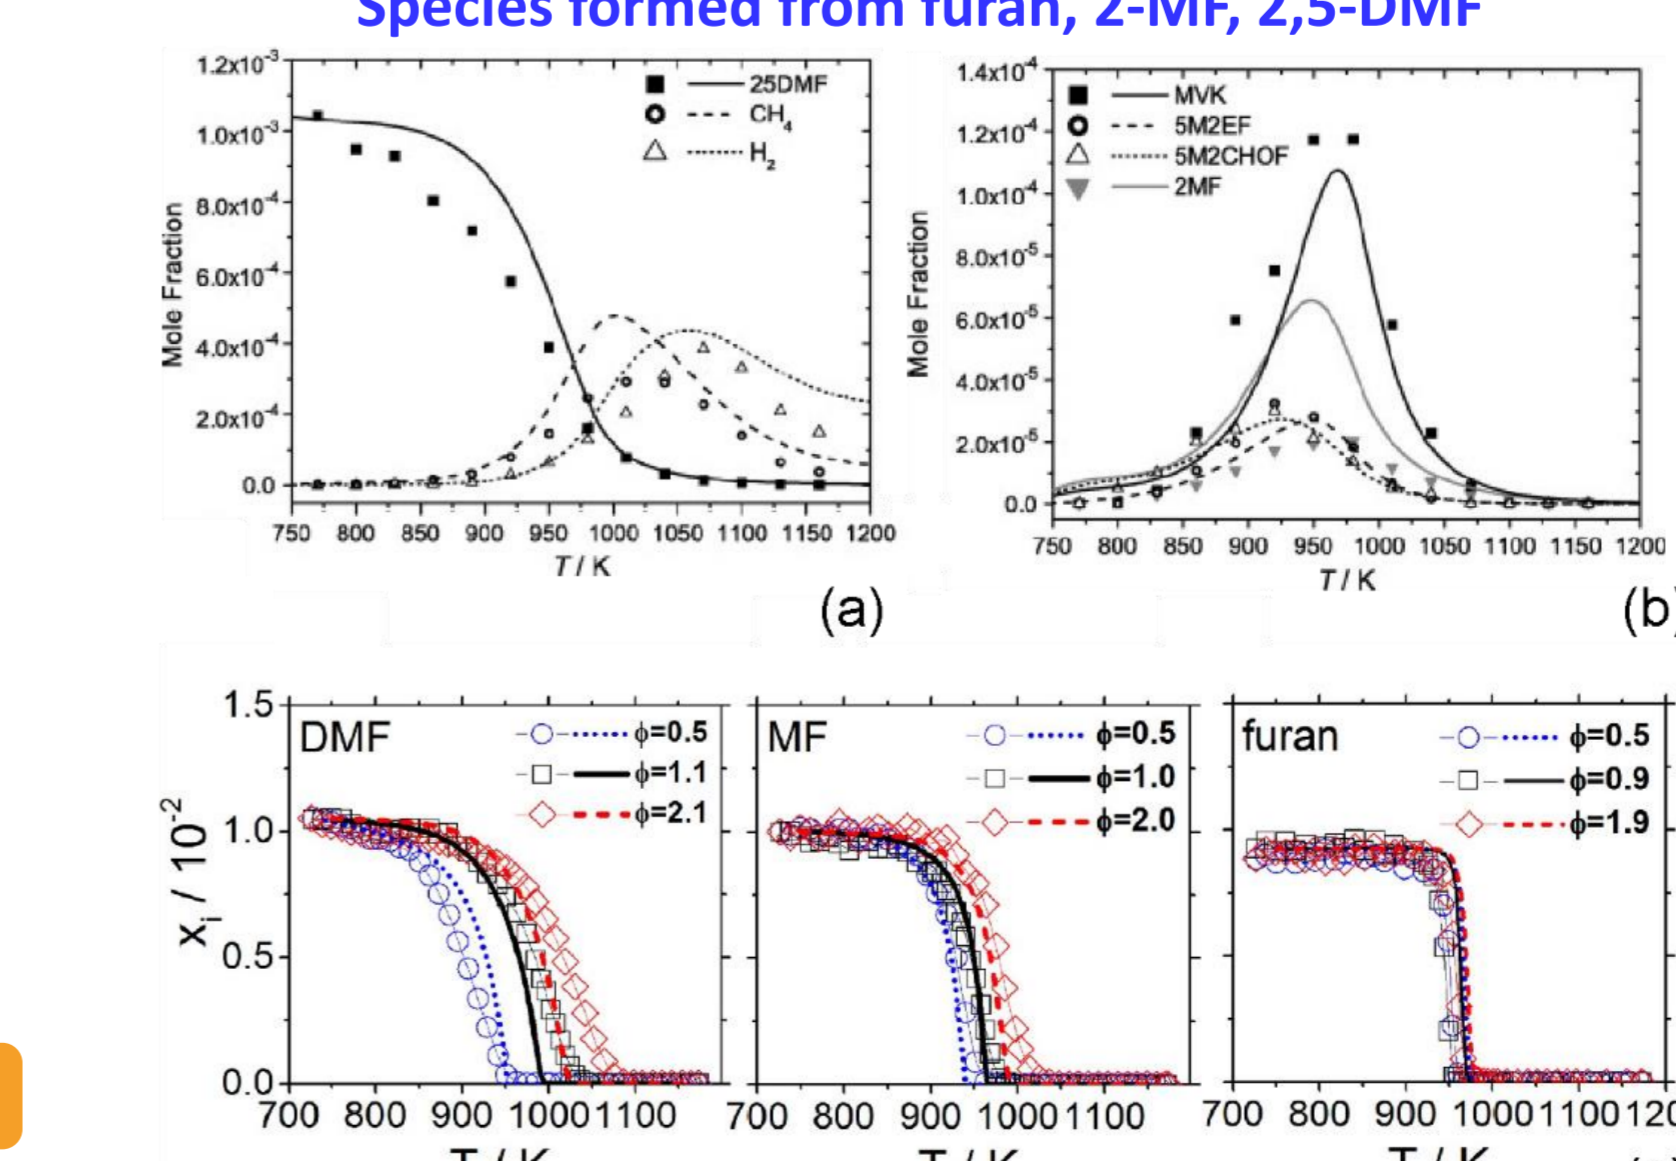 Species formed from furan, 2-MF, 2,5-DMF
1.2x10-3
1.0x10-3
8.0x10-4
6.0x10-4
4.0x10-4
2.0x10-4
0.0
Mole Fraction
25DMF
CH4
H2
750 800 850 900 950 1000 1050 1100 1150 1200
T / K
(a)
1.4x10-4
1.2x10-4
1.0x10-4
8.0x10-5
6.0x10-5
4.0x10-5
2.0x10-5
0.0
Mole Fraction
MVK
5M2EF
5M2CHOF
2MF
750 800 850 900 950 1000 1050 1100 1150 1200
T / K
(b)
1.5
1.0
0.5
0.0
xi / 10-2
DMF
ϕ=0.5
ϕ=1.1
ϕ=2.1
700 800 900 1000 1100
T / K
MF
ϕ=0.5
ϕ=1.0
ϕ=2.0
700 800 900 1000 1100
T / K
furan
ϕ=0.5
ϕ=0.9
ϕ=1.9
700 800 900 1000 1100 120
T / K